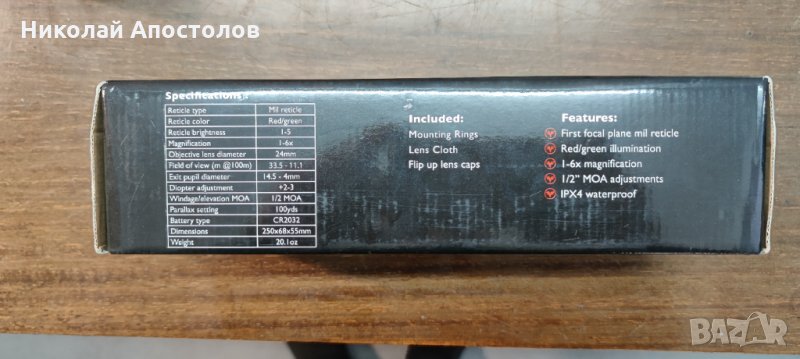 Николай Апостолов
Specifications:
Reticle type Mil reticle
Reticle color Red/green
Reticle brightness 1-5
Magnification 1-6x
Objective lens diameter 24mm
Field of view (m @100m) 33.5 - 11.1
Exit pupil diameter 14.5 - 4mm
Diopter adjustment +2-3
Windage/elevation MOA 1/2 MOA
Parallax setting 100yds
Battery type CR2032
Dimensions 250x68x55mm
Weight 20.1oz
Included:
Mounting Rings
Lens Cloth
Flip up lens caps
Features:
First focal plane mil reticle
Red/green illumination
1-6x magnification
1/2" MOA adjustments
IPX4 waterproof
BAZAR
bg